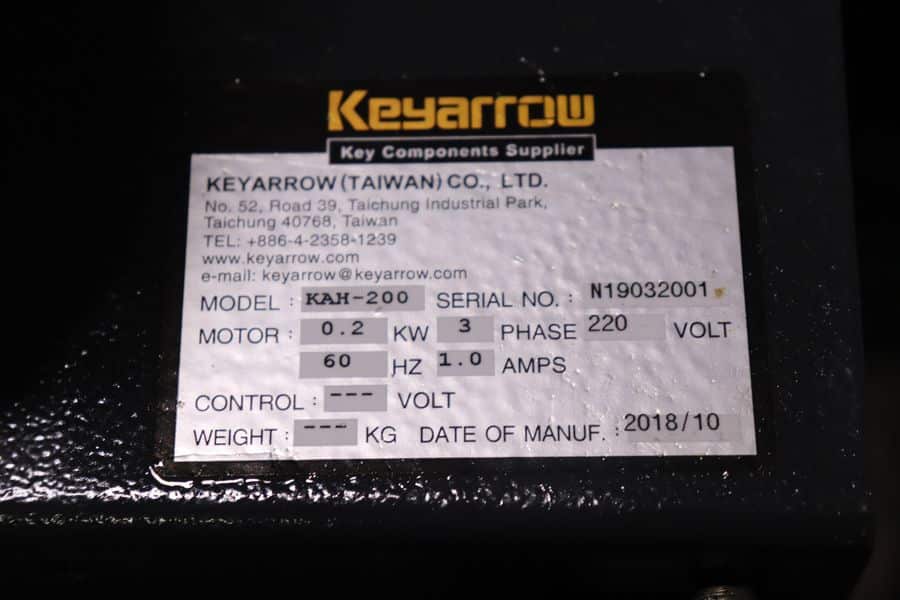 Keyarrow
Key Components Supplier
KEYARROW (TAIWAN) CO., LTD.
No. 52, Road 39, Taichung Industrial Park,
Taichung 40768, Taiwan
TEL: +886-4-2358-1239
www.keyarrow.com
e-mail: keyarrow@keyarrow.com
MODEL : KAH-200 SERIAL NO. : N19032001
MOTOR : 0.2 KW 3 PHASE 220 VOLT
60 HZ 1.0 AMPS
CONTROL : --- VOLT
WEIGHT : --- KG DATE OF MANUF. : 2018/10